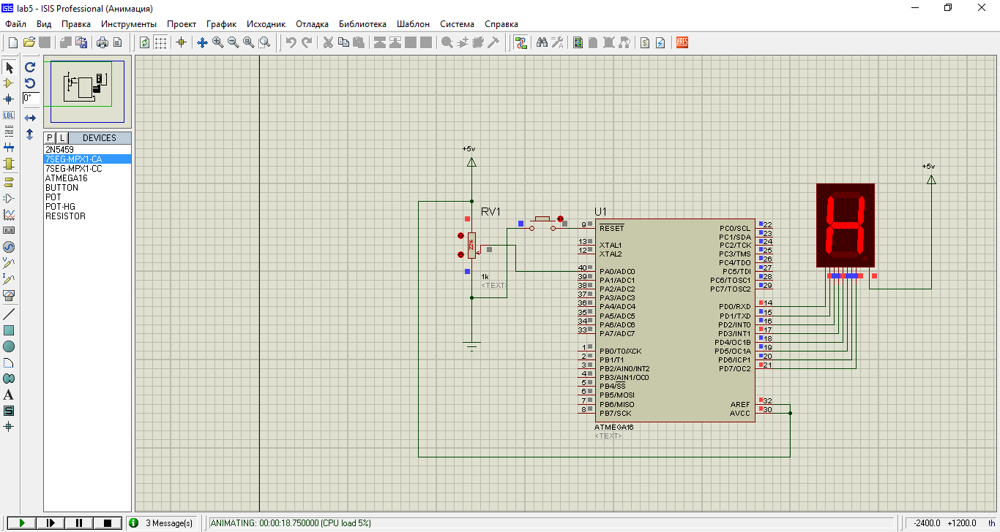 lab5 - ISIS Professional (Анимация)
Файл Вид Правка Инструменты Проект График Исходник Отладка Библиотека Шаблон Система Справка
0°
LBL
P L DEVICES
2N5459
7SEG-MPX1-CA
7SEG-MPX1-CC
ATMEGA16
BUTTON
POT
POT-HG
RESISTOR
A
S
ARES
+5v
+5v
RV1
22%
1k
<TEXT>
U1
9 RESET
13 XTAL1
12 XTAL2
40 PA0/ADC0
39 PA1/ADC1
38 PA2/ADC2
37 PA3/ADC3
36 PA4/ADC4
35 PA5/ADC5
34 PA6/ADC6
33 PA7/ADC7
1 PB0/T0/XCK
2 PB1/T1
3 PB2/AIN0/INT2
4 PB3/AIN1/OC0
5 PB4/SS
6 PB5/MOSI
7 PB6/MISO
8 PB7/SCK
PC0/SCL 22
PC1/SDA 23
PC2/TCK 24
PC3/TMS 25
PC4/TDO 26
PC5/TDI 27
PC6/TOSC1 28
PC7/TOSC2 29
PD0/RXD 14
PD1/TXD 15
PD2/INT0 16
PD3/INT1 17
PD4/OC1B 18
PD5/OC1A 19
PD6/ICP1 20
PD7/OC2 21
AREF 32
AVCC 30
ATMEGA16
<TEXT>
3 Message(s)
ANIMATING: 00:00:18.750000 (CPU load 5%)
-2400.0 +1200.0 th